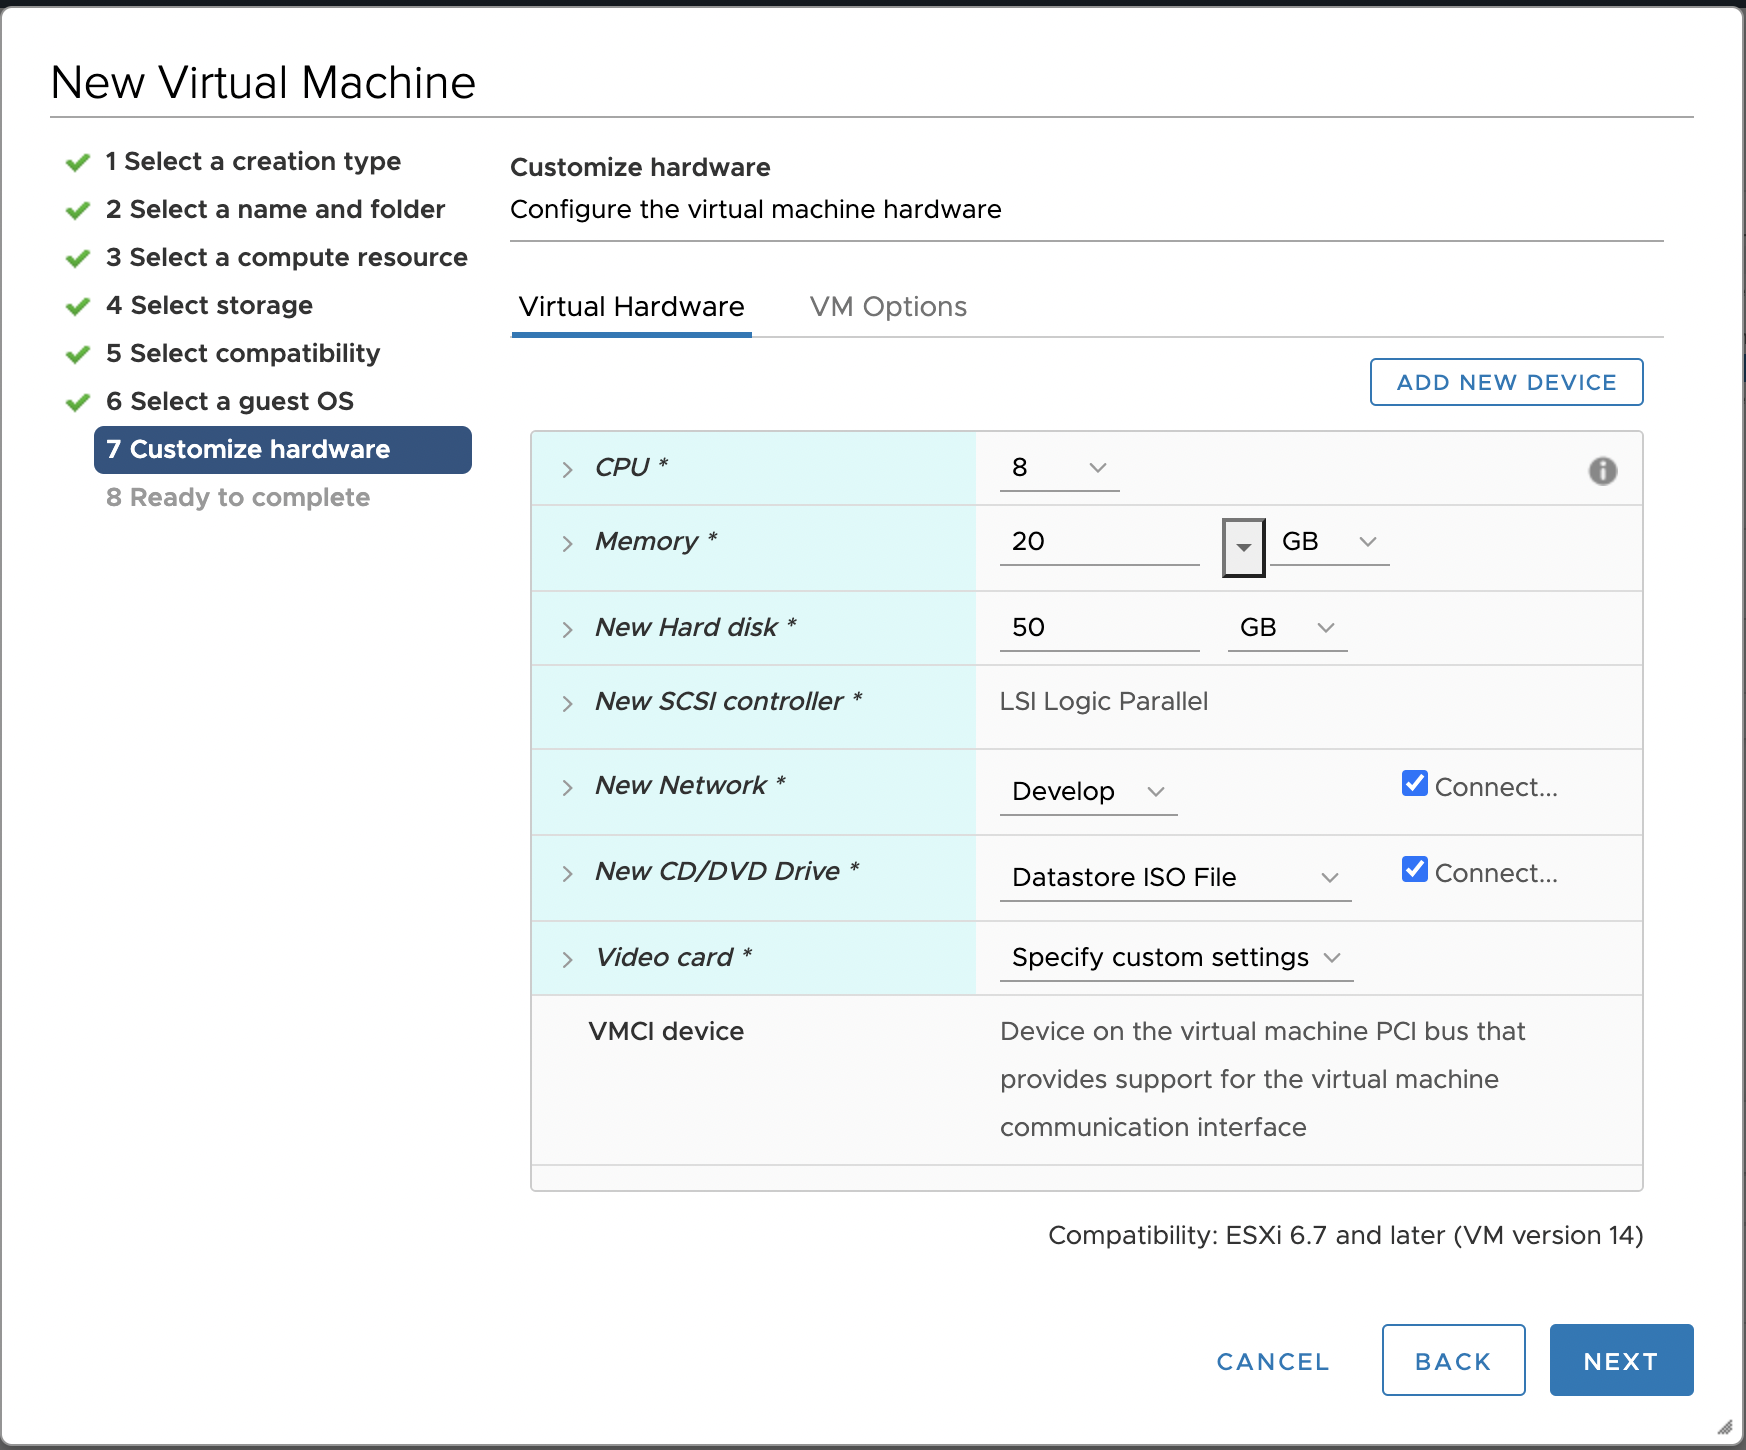 New Virtual Machine
1 Select a creation type
2 Select a name and folder
3 Select a compute resource
4 Select storage
5 Select compatibility
6 Select a guest OS
7 Customize hardware
8 Ready to complete
Customize hardware
Configure the virtual machine hardware
Virtual Hardware VM Options
ADD NEW DEVICE
CPU * 8
Memory * 20 GB
New Hard disk * 50 GB
New SCSI controller * LSI Logic Parallel
New Network * Develop Connect...
New CD/DVD Drive * Datastore ISO File Connect...
Video card * Specify custom settings
VMCI device Device on the virtual machine PCI bus that
provides support for the virtual machine
communication interface
Compatibility: ESXi 6.7 and later (VM version 14)
CANCEL BACK NEXT